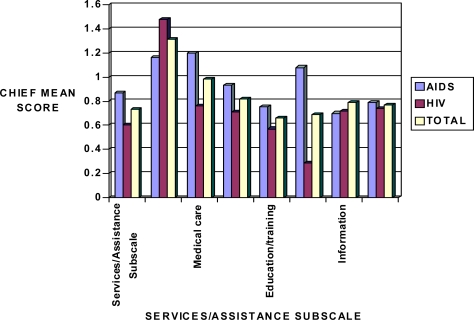 1.6
1.4
1.2
1
0.8
0.6
0.4
0.2
0
CHIEF MEAN
SCORE
AIDS
HIV
TOTAL
Services/Assistance
Subscale
Medical care
Education/training
Information
SERVICES/ASSISTANCE SUBSCALE